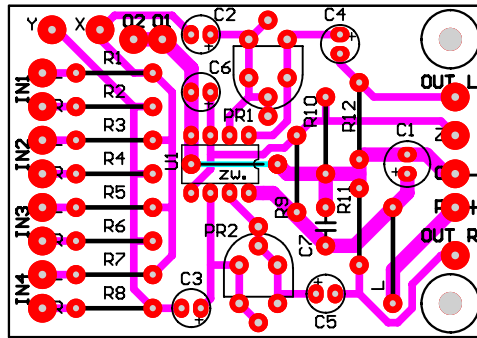 Y
X
O2
O1
C2
C4
R1
IN1
C6
OUT L
R2
R
PR1
R10
R12
R3
C1
IN2
L
Z
U1
R4
R
ZW.
R5
IN3
L
R9
R11
R6
R
PR2
C7
OUT R
R7
IN4
L
C3
L
R8
R
C5